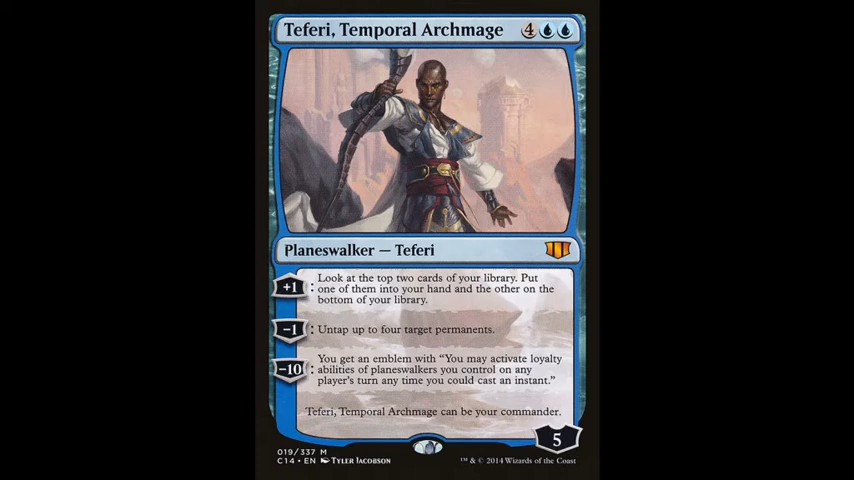 Teferi, Temporal Archmage 4
Planeswalker — Teferi
+1 : Look at the top two cards of your library. Put
one of them into your hand and the other on the
bottom of your library.
−1 : Untap up to four target permanents.
−10 : You get an emblem with “You may activate loyalty
abilities of planeswalkers you control on any
player’s turn any time you could cast an instant.”
Teferi, Temporal Archmage can be your commander.
5
019/337 M
C14 • EN Tyler Jacobson ™ & © 2014 Wizards of the Coast